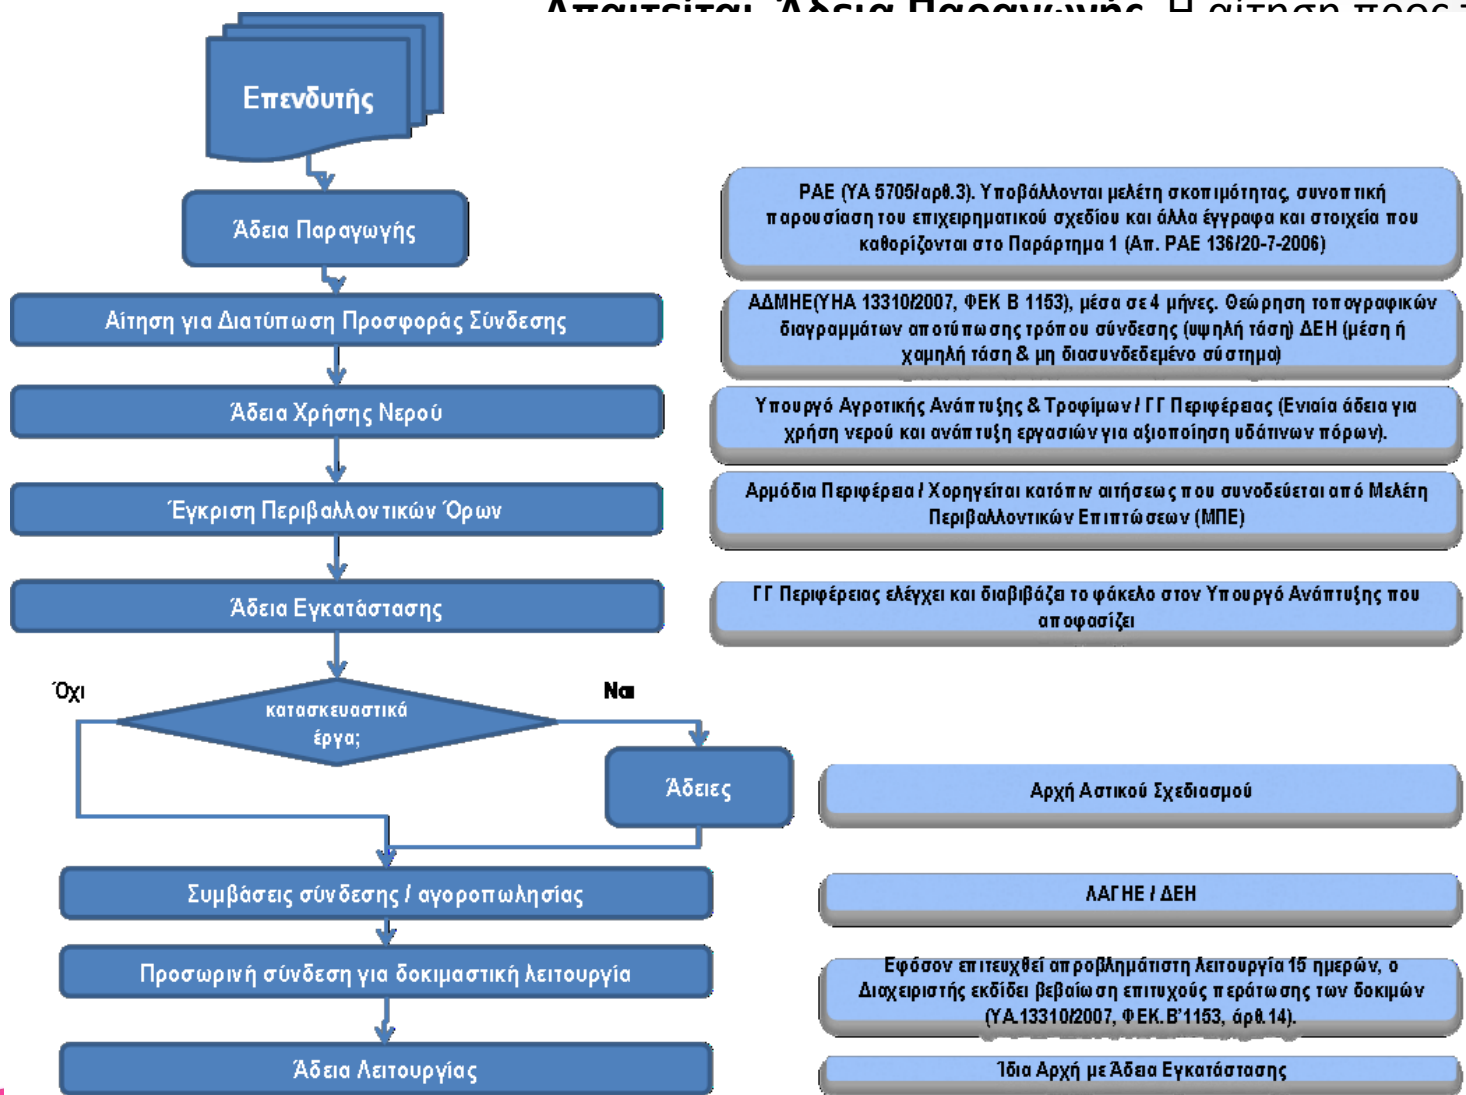 Απαιτείται Άδεια Παραγωγής. Η αίτηση προς
Επενδυτής
Άδεια Παραγωγής
ΡΑΕ (ΥΑ 5705/αρθ.3). Υποβάλλονται μελέτη σκοπιμότητας, συνοπτική
παρουσίαση του επιχειρηματικού σχεδίου και άλλα έγγραφα και στοιχεία που
καθορίζονται στο Παράρτημα 1 (Απ. ΡΑΕ 136/20-7-2006)
Αίτηση για Διατύπωση Προσφοράς Σύνδεσης
ΑΔΜΗΕ(ΥΗΑ 13310/2007, ΦΕΚ Β 1153), μέσα σε 4 μήνες. Θεώρηση τοπογραφικών
διαγραμμάτων αποτύπωσης τρόπου σύνδεσης (υψηλή τάση) ΔΕΗ (μέση ή
χαμηλή τάση & μη διασυνδεδεμένο σύστημα)
Άδεια Χρήσης Νερού
Υπουργό Αγροτικής Ανάπτυξης & Τροφίμων / ΓΓ Περιφέρειας (Ενιαία άδεια για
χρήση νερού και ανάπτυξη εργασιών για αξιοποίηση υδάτινων πόρων).
Έγκριση Περιβαλλοντικών Όρων
Αρμόδια Περιφέρεια / Χορηγείται κατόπιν αιτήσεως που συνοδεύεται από Μελέτη
Περιβαλλοντικών Επιπτώσεων (ΜΠΕ)
Άδεια Εγκατάστασης
ΓΓ Περιφέρειας ελέγχει και διαβιβάζει το φάκελο στον Υπουργό Ανάπτυξης που
αποφασίζει
Όχι
κατασκευαστικά
έργα;
Ναι
Άδειες
Αρχή Αστικού Σχεδιασμού
Συμβάσεις σύνδεσης / αγοροπωλησίας
ΛΑΓΗΕ / ΔΕΗ
Προσωρινή σύνδεση για δοκιμαστική λειτουργία
Εφόσον επιτευχθεί απροβλημάτιστη λειτουργία 15 ημερών, ο
Διαχειριστής εκδίδει βεβαίωση επιτυχούς περάτωσης των δοκιμών
(ΥΑ.13310/2007, ΦΕΚ.Β'1153, άρθ.14).
Άδεια Λειτουργίας
Ίδια Αρχή με Άδεια Εγκατάστασης